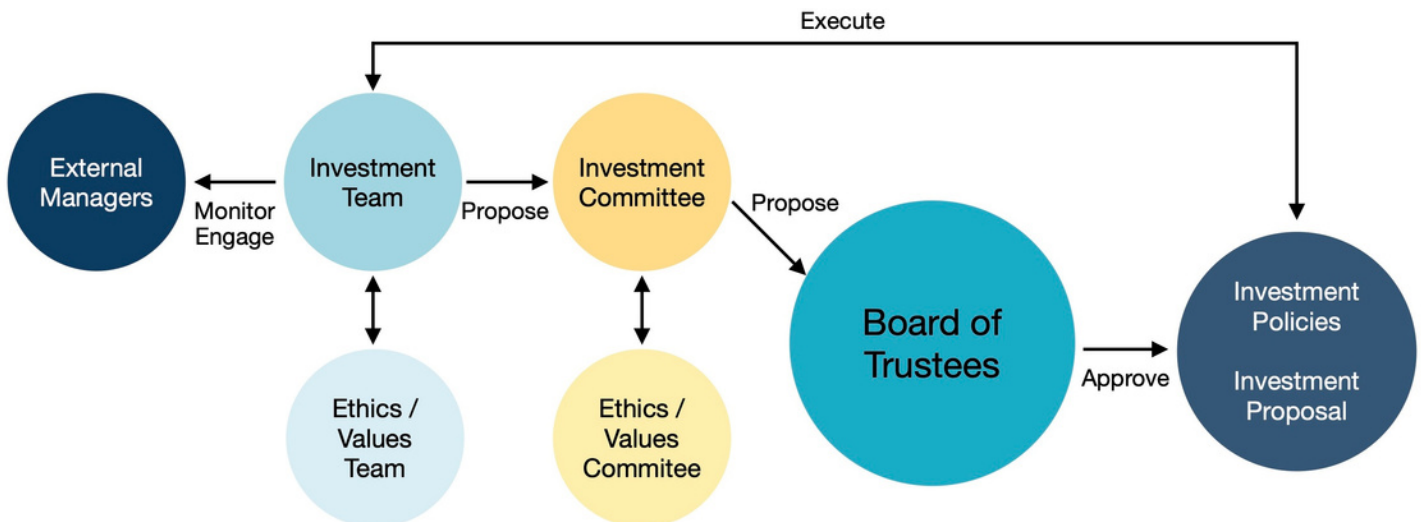 Execute
External
Managers
Monitor
Engage
Investment
Team
Propose
Investment
Committee
Propose
Board of
Trustees
Approve
Investment
Policies
Investment
Proposal
Ethics /
Values
Team
Ethics /
Values
Commitee